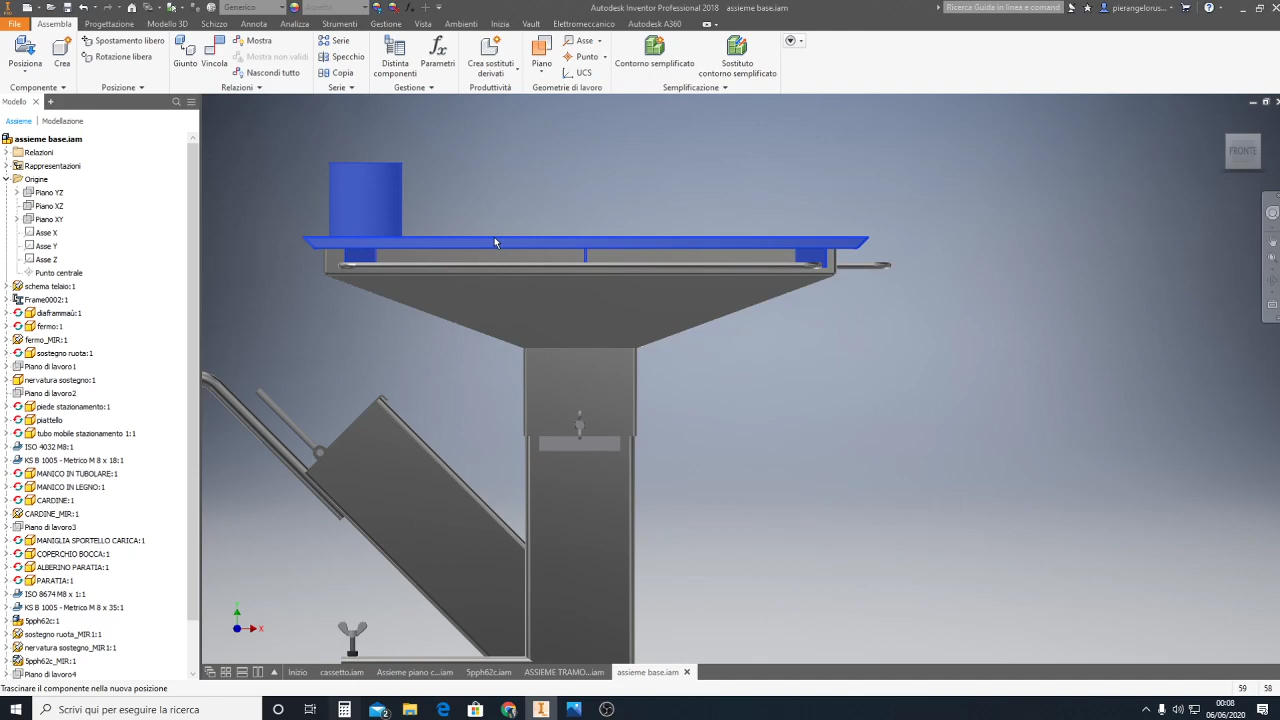 Generico
Aspetto
Autodesk Inventor Professional 2018   assieme base.iam
Ricerca Guida in linea e comand
pierangelorus...
File
Assembla
Progettazione
Modello 3D
Schizzo
Annota
Analizza
Strumenti
Gestione
Vista
Ambienti
Inizia
Vault
Elettromeccanico
Autodesk A360
Posiziona
Crea
Spostamento libero
Rotazione libera
Giunto
Vincola
Mostra
Mostra non validi
Nascondi tutto
Serie
Specchio
Copia
Distinta componenti
Parametri
Crea sostituti derivati
Piano
Asse
Punto
UCS
Contorno semplificato
Sostituto contorno semplificato
Componente
Posizione
Relazioni
Serie
Gestione
Produttività
Geometrie di lavoro
Semplificazione
Modello
Assieme
Modellazione
assieme base.iam
Relazioni
Rappresentazioni
Origine
Piano YZ
Piano XZ
Piano XY
Asse X
Asse Y
Asse Z
Punto centrale
schema telaio:1
Frame0002:1
diaframmaù:1
fermo:1
fermo_MIR:1
sostegno ruota:1
Piano di lavoro1
nervatura sostegno:1
Piano di lavoro2
piede stazionamento:1
piattello
tubo mobile stazionamento 1:1
ISO 4032 M8:1
KS B 1005 - Metrico M 8 x 18:1
MANICO IN TUBOLARE:1
MANICO IN LEGNO:1
CARDINE:1
CARDINE_MIR:1
Piano di lavoro3
MANIGLIA SPORTELLO CARICA:1
COPERCHIO BOCCA:1
ALBERINO PARATIA:1
PARATIA:1
ISO 8674 M8 x 1:1
KS B 1005 - Metrico M 8 x 35:1
5pph62c:1
sostegno ruota_MIR1:1
nervatura sostegno_MIR1:1
5pph62c_MIR:1
Piano di lavoro4
FRONTE
Y
X
Inizio
cassetto.iam
Assieme piano c...iam
5pph62c.iam
ASSIEME TRAMO...iam
assieme base.iam
Trascinare il componente nella nuova posizione
59
58
Scrivi qui per eseguire la ricerca
00:08
06/06/2020